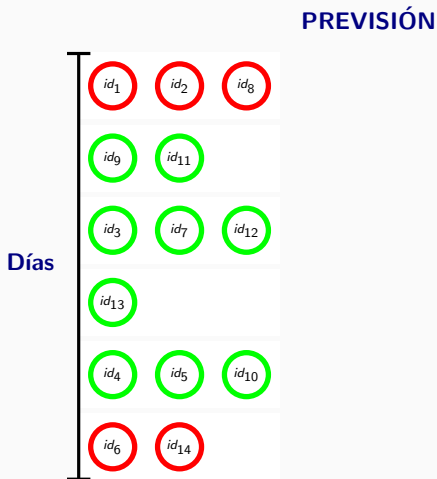 PREVISIÓN
id1 id2 id8
id9 id11
id3 id7 id12
Días
id13
id4 id5 id10
id6 id14